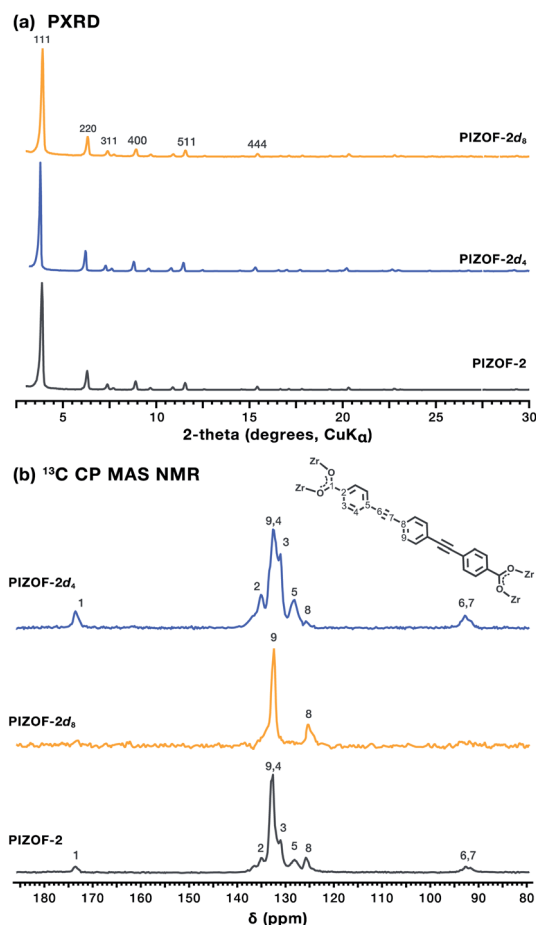 (a) PXRD
111
220
311
400
511
444
PIZOF-2d₈
PIZOF-2d₄
PIZOF-2
5 10 15 20 25 30
2-theta (degrees, CuKα)
(b) ¹³C CP MAS NMR
Zr
O
Zr
O
1
2
3
4
5
6
7
8
9
O
Zr
O
Zr
PIZOF-2d₄
1
2
9,4
3
5
8
6,7
PIZOF-2d₈
9
8
PIZOF-2
1
2
9,4
3
5
8
6,7
180 170 160 150 140 130 120 110 100 90 80
δ (ppm)